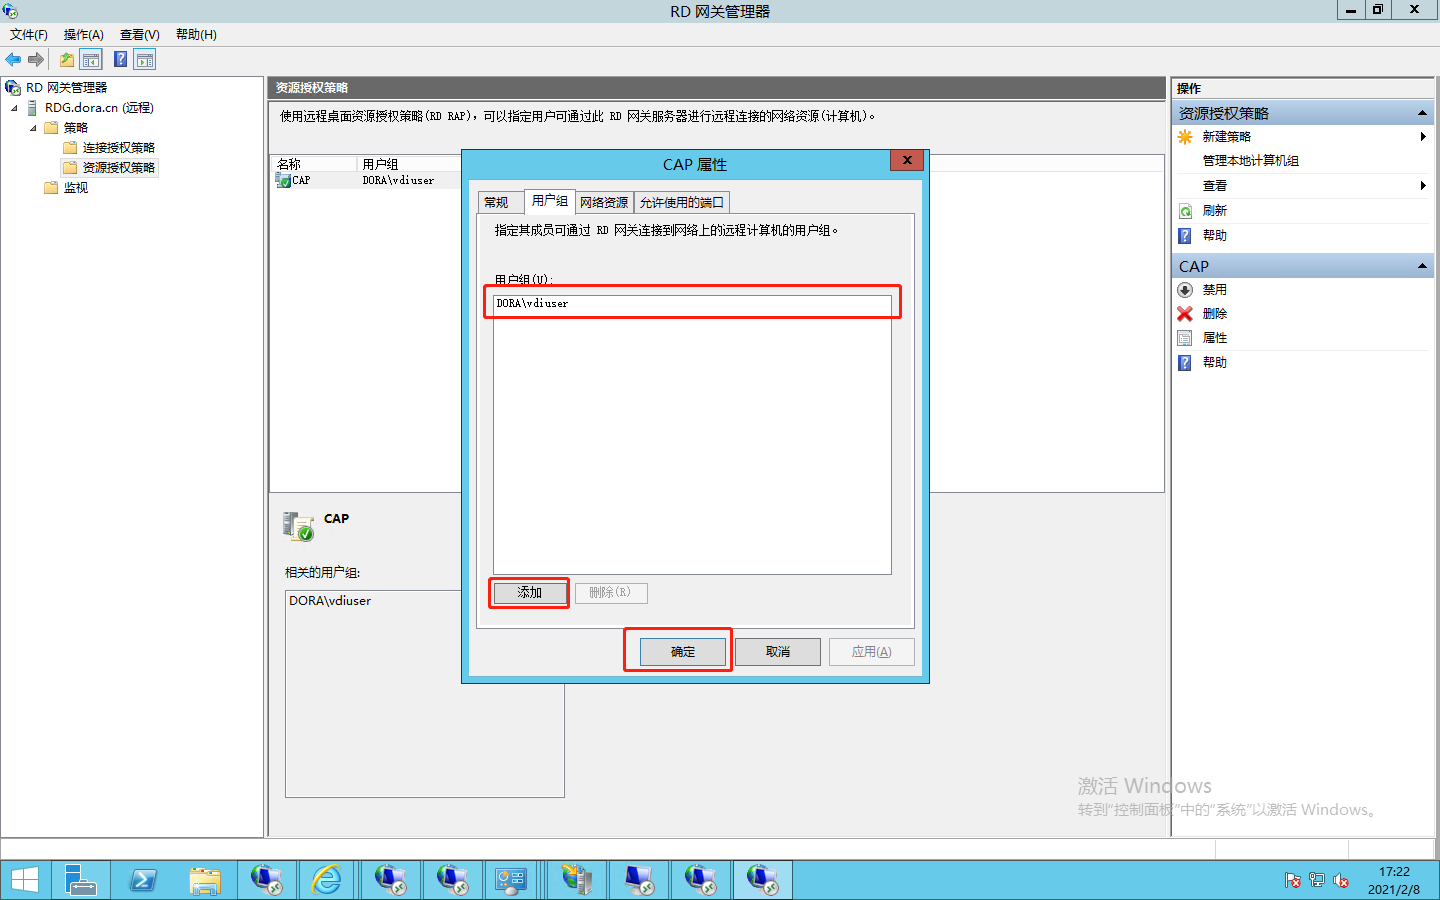 RD 网关管理器
文件(F) 操作(A) 查看(V) 帮助(H)
RD 网关管理器
RDG.dora.cn (远程)
策略
连接授权策略
资源授权策略
监视
资源授权策略
使用远程桌面资源授权策略(RD RAP)，可以指定用户可通过此 RD 网关服务器进行远程连接的网络资源(计算机)。
名称 用户组
CAP DORA\vdiuser
CAP
相关的用户组:
DORA\vdiuser
CAP 属性
x
常规 用户组 网络资源 允许使用的端口
指定其成员可通过 RD 网关连接到网络上的远程计算机的用户组。
用户组(U):
DORA\vdiuser
添加 删除(R)
确定 取消 应用(A)
操作
资源授权策略
新建策略
管理本地计算机组
查看
刷新
帮助
CAP
禁用
删除
属性
帮助
激活 Windows
转到“控制面板”中的“系统”以激活 Windows。
17:22
2021/2/8